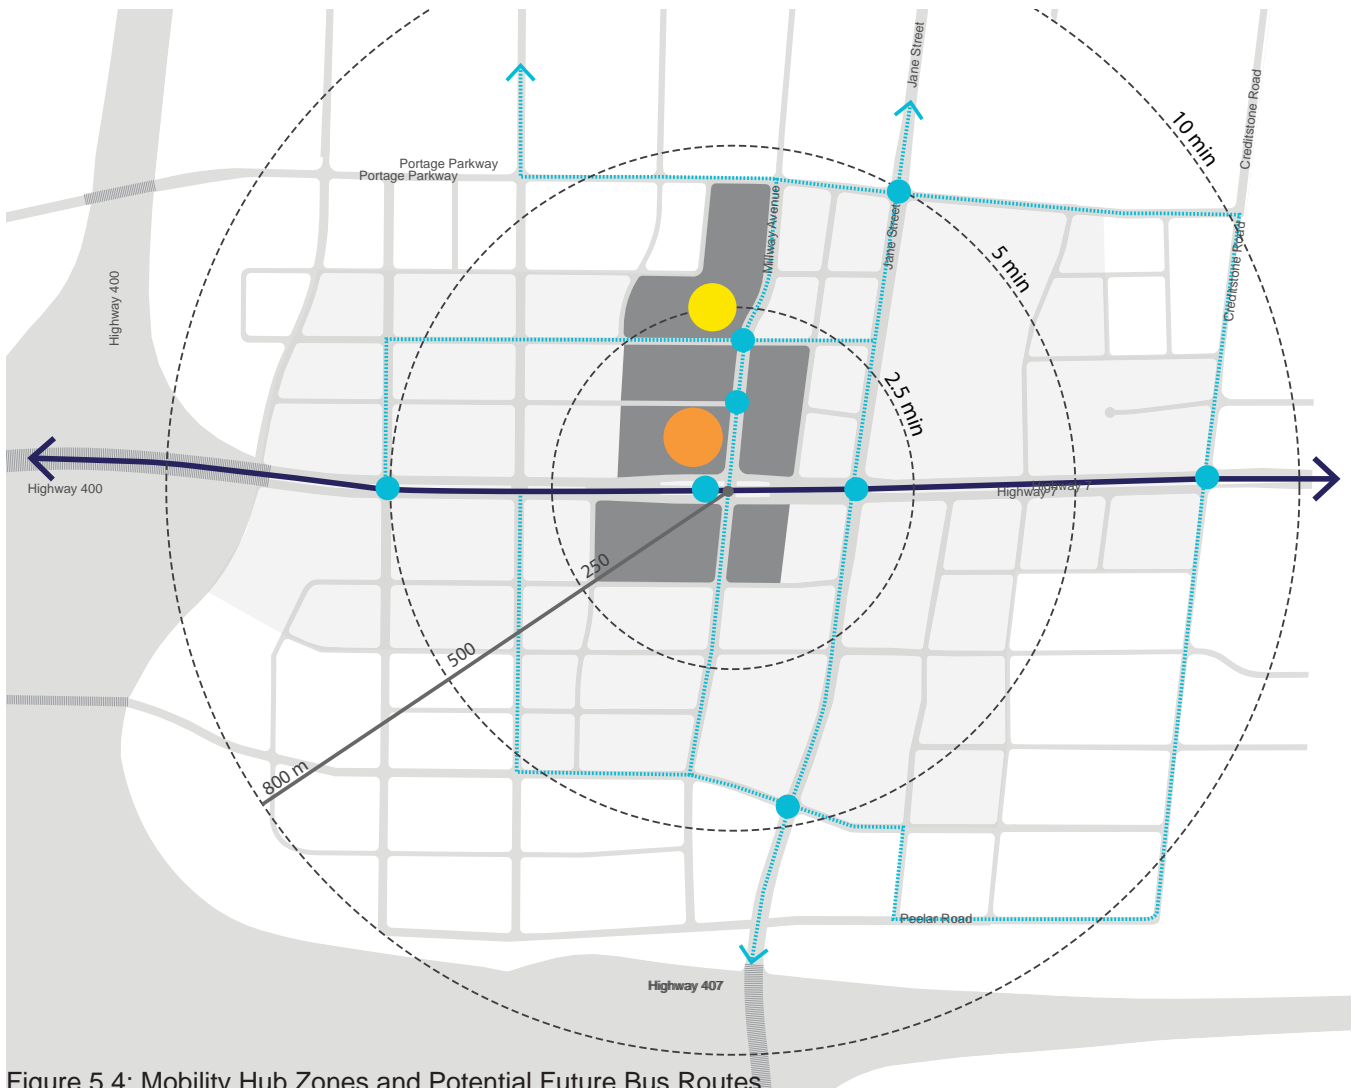 Jane Street
Creditstone Road
10 min
Portage Parkway
Portage Parkway
Millway Avenue
Jane Street
Creditstone Road
5 min
Highway 400
2.5 min
Highway 400
Highway 7
Highway 7
250
500
800 m
Peelar Road
Highway 407
Figure 5.4: Mobility Hub Zones and Potential Future Bus Routes